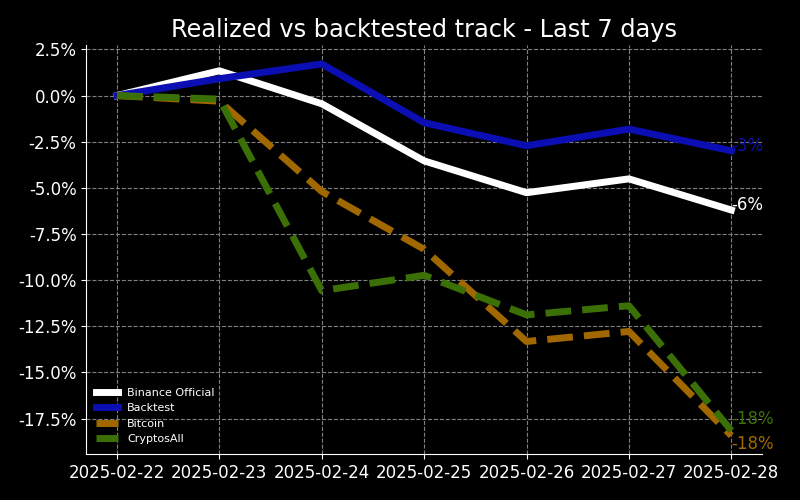 Realized vs backtested track - Last 7 days
2.5%
0.0%
-2.5%
-5.0%
-7.5%
-10.0%
-12.5%
-15.0%
-17.5%
-3%
-6%
-18%
-18%
Binance Official
Backtest
Bitcoin
CryptosAll
2025-02-22 2025-02-23 2025-02-24 2025-02-25 2025-02-26 2025-02-27 2025-02-28